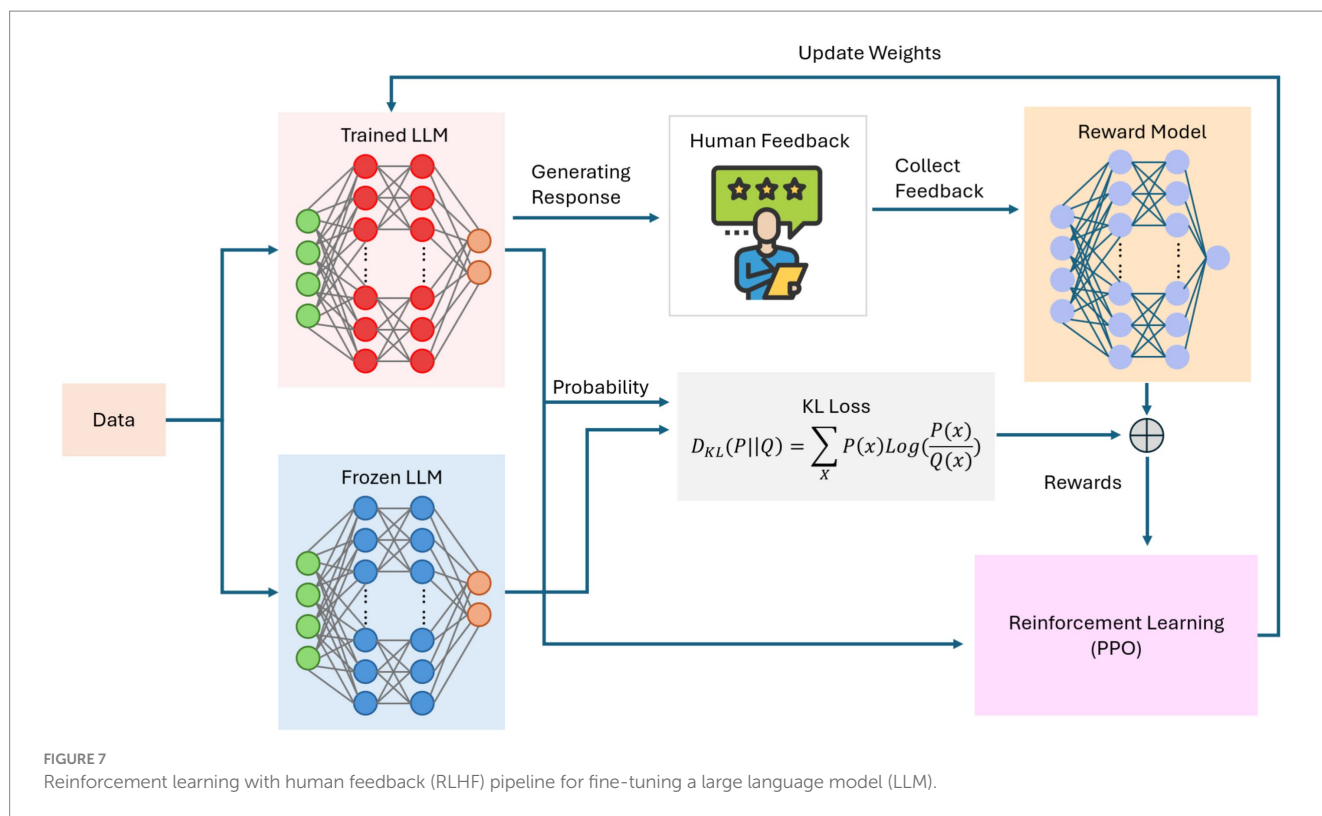 Update Weights
Trained LLM
Generating
Response
Human Feedback
Collect
Feedback
Reward Model
Data
Probability
KL Loss
D_{KL}(P||Q) = \sum_{X} P(x)Log(\frac{P(x)}{Q(x)})
Rewards
Frozen LLM
Reinforcement Learning
(PPO)
FIGURE 7
Reinforcement learning with human feedback (RLHF) pipeline for fine-tuning a large language model (LLM).